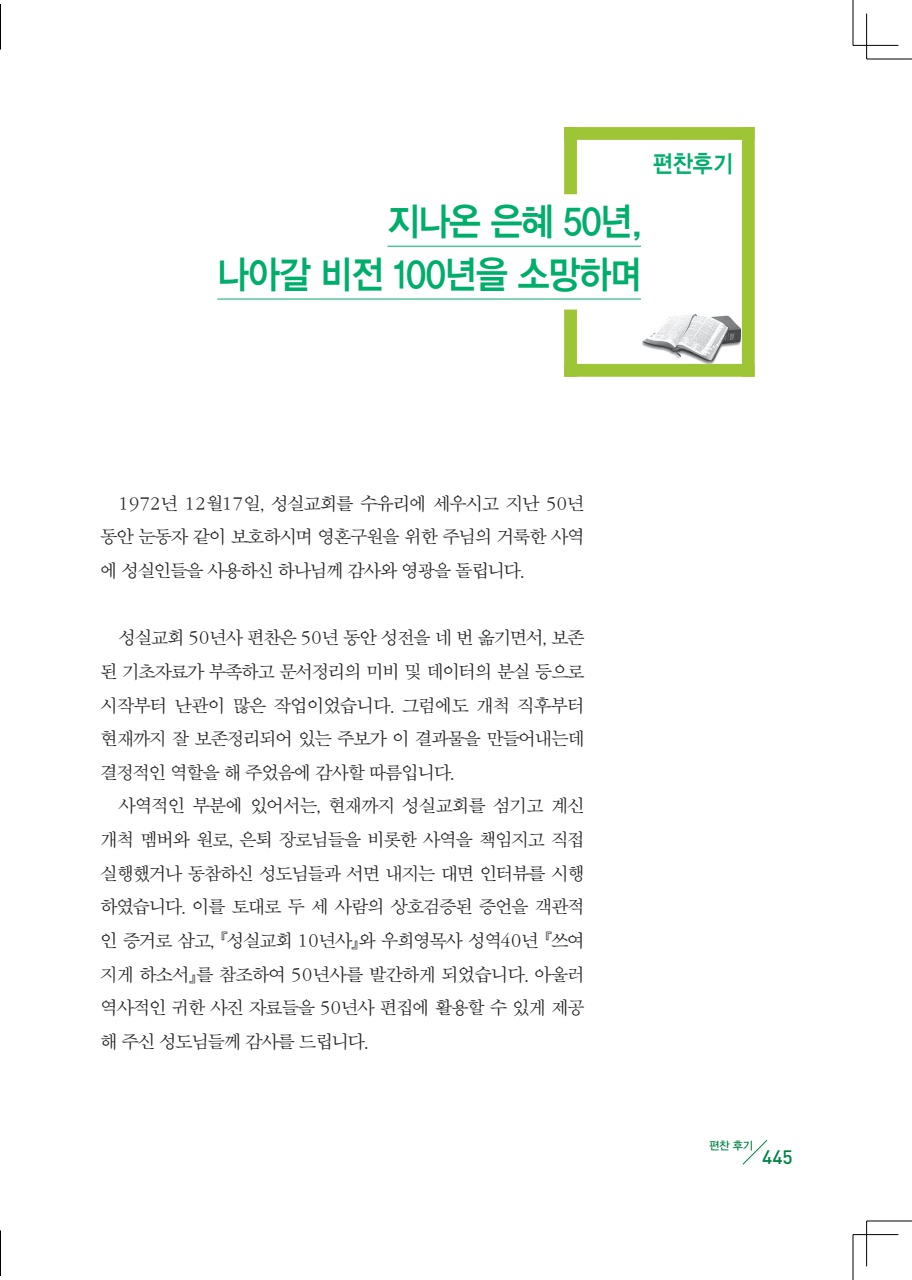 편찬후기
지나온 은혜 50년,
나아갈 비전 100년을 소망하며
1972년 12월17일, 성실교회를 수유리에 세우시고 지난 50년
동안 눈동자 같이 보호하시며 영혼구원을 위한 주님의 거룩한 사역
에 성실인들을 사용하신 하나님께 감사와 영광을 돌립니다.
성실교회 50년사 편찬은 50년 동안 성전을 네 번 옮기면서, 보존
된 기초자료가 부족하고 문서정리의 미비 및 데이터의 분실 등으로
시작부터 난관이 많은 작업이었습니다. 그럼에도 개척 직후부터
현재까지 잘 보존정리되어 있는 주보가 이 결과물을 만들어내는데
결정적인 역할을 해 주었음에 감사할 따름입니다.
사역적인 부분에 있어서는, 현재까지 성실교회를 섬기고 계신
개척 멤버와 원로, 은퇴 장로님들을 비롯한 사역을 책임지고 직접
실행했거나 동참하신 성도님들과 서면 내지는 대면 인터뷰를 시행
하였습니다. 이를 토대로 두 세 사람의 상호검증된 증언을 객관적
인 증거로 삼고, 『성실교회 10년사』와 우희영목사 성역40년 『쓰여
지게 하소서』를 참조하여 50년사를 발간하게 되었습니다. 아울러
역사적인 귀한 사진 자료들을 50년사 편집에 활용할 수 있게 제공
해 주신 성도님들께 감사를 드립니다.
편찬 후기 445